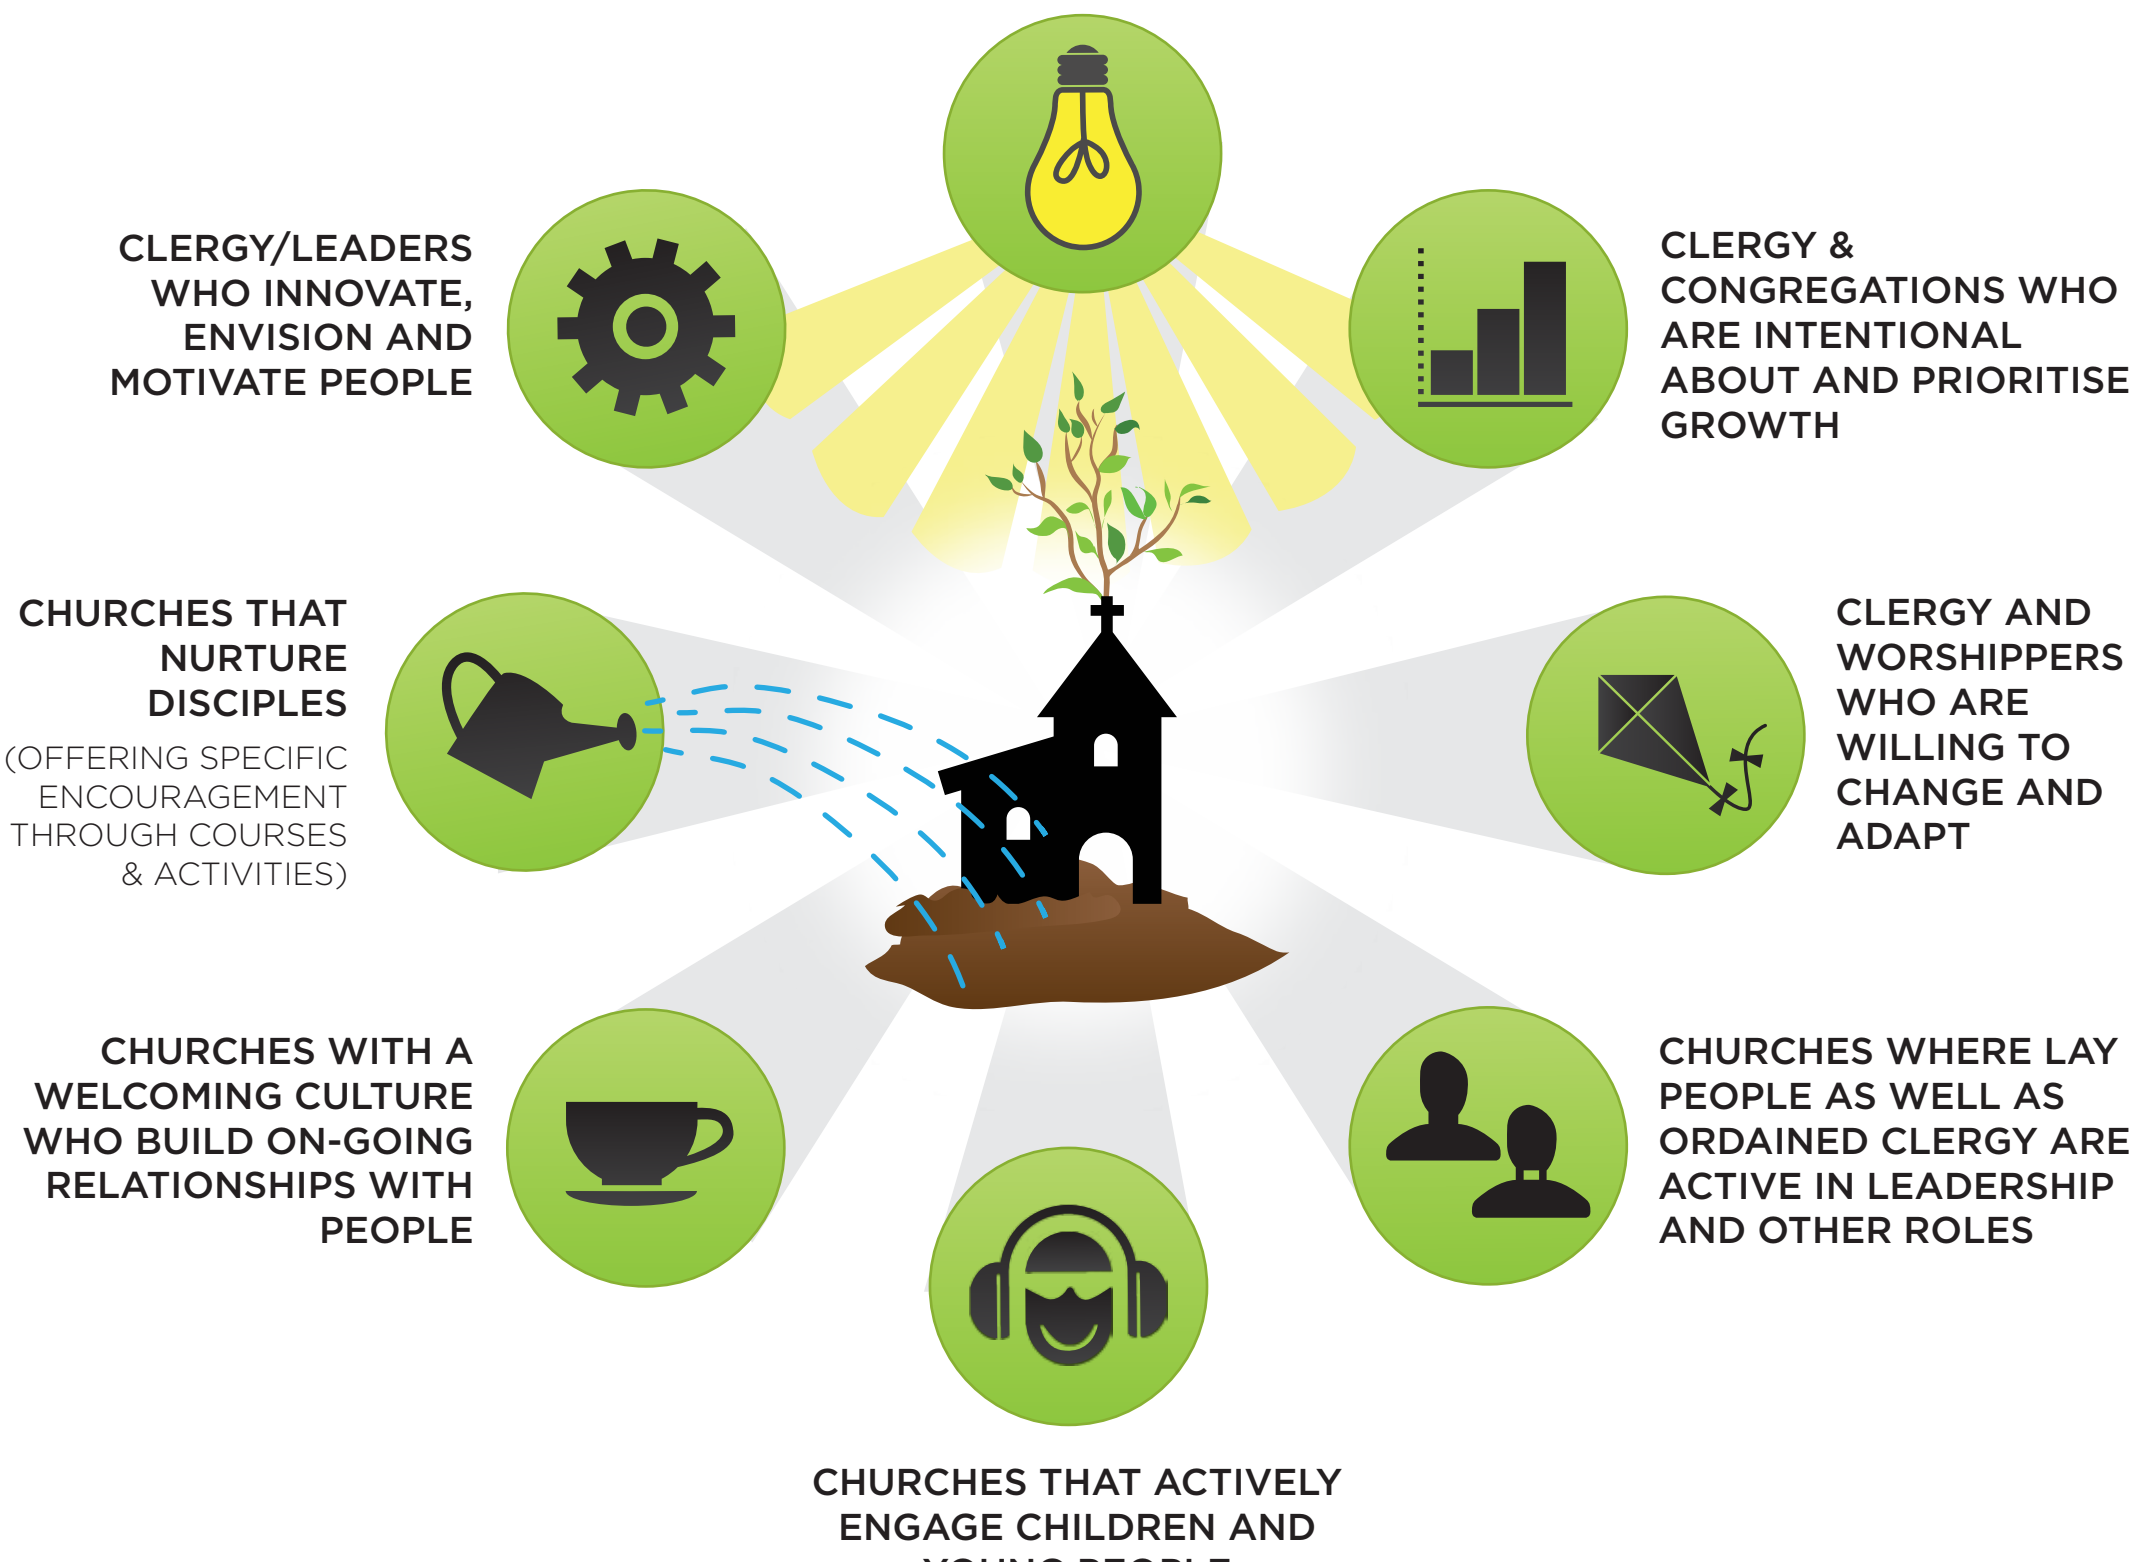 CLERGY/LEADERS
WHO INNOVATE,
ENVISION AND
MOTIVATE PEOPLE
CLERGY &
CONGREGATIONS WHO
ARE INTENTIONAL
ABOUT AND PRIORITISE
GROWTH
CHURCHES THAT
NURTURE
DISCIPLES
(OFFERING SPECIFIC
ENCOURAGEMENT
THROUGH COURSES
& ACTIVITIES)
CLERGY AND
WORSHIPPERS
WHO ARE
WILLING TO
CHANGE AND
ADAPT
CHURCHES WITH A
WELCOMING CULTURE
WHO BUILD ON-GOING
RELATIONSHIPS WITH
PEOPLE
CHURCHES WHERE LAY
PEOPLE AS WELL AS
ORDAINED CLERGY ARE
ACTIVE IN LEADERSHIP
AND OTHER ROLES
CHURCHES THAT ACTIVELY
ENGAGE CHILDREN AND
YOUNG PEOPLE